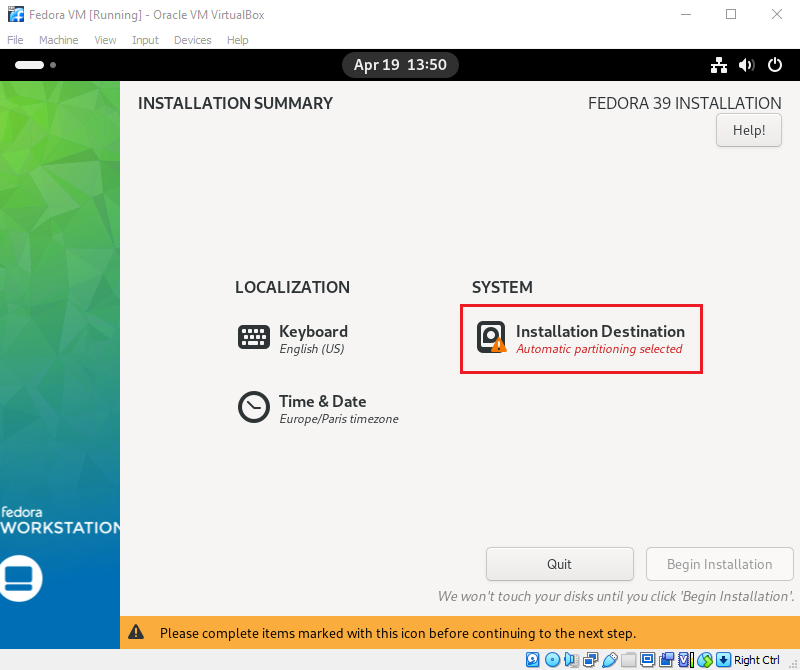 Fedora VM [Running] - Oracle VM VirtualBox
File Machine View Input Devices Help
Apr 19 13:50
INSTALLATION SUMMARY
FEDORA 39 INSTALLATION
Help!
LOCALIZATION
SYSTEM
Keyboard
English (US)
Installation Destination
Automatic partitioning selected
Time & Date
Europe/Paris timezone
fedora
WORKSTATION
Quit
Begin Installation
We won't touch your disks until you click 'Begin Installation'.
Please complete items marked with this icon before continuing to the next step.
Right Ctrl